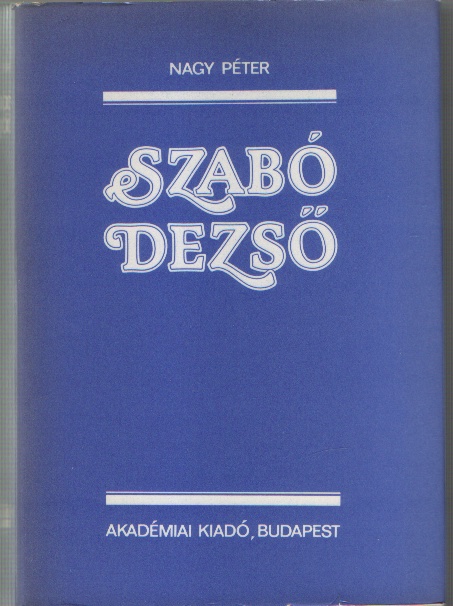 NAGY PÉTER
SZABÓ
DEZSŐ
AKADÉMIAI KIADÓ, BUDAPEST